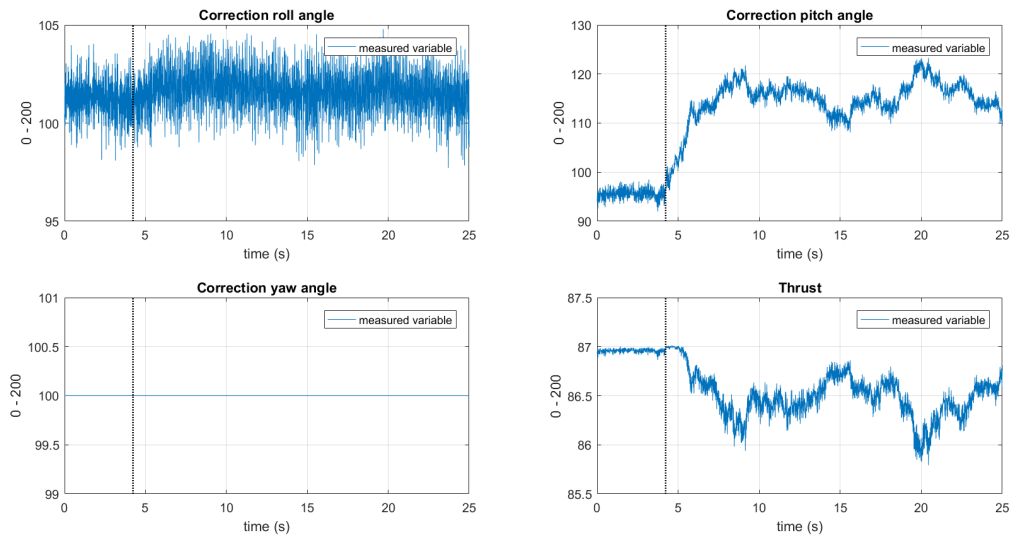 Correction roll angle
105
100
95
0 - 200
measured variable
0 5 10 15 20 25
time (s)
Correction pitch angle
130
120
110
100
90
0 - 200
measured variable
0 5 10 15 20 25
time (s)
Correction yaw angle
101
100.5
100
99.5
99
0 - 200
measured variable
0 5 10 15 20 25
time (s)
Thrust
87.5
87
86.5
86
85.5
0 - 200
measured variable
0 5 10 15 20 25
time (s)